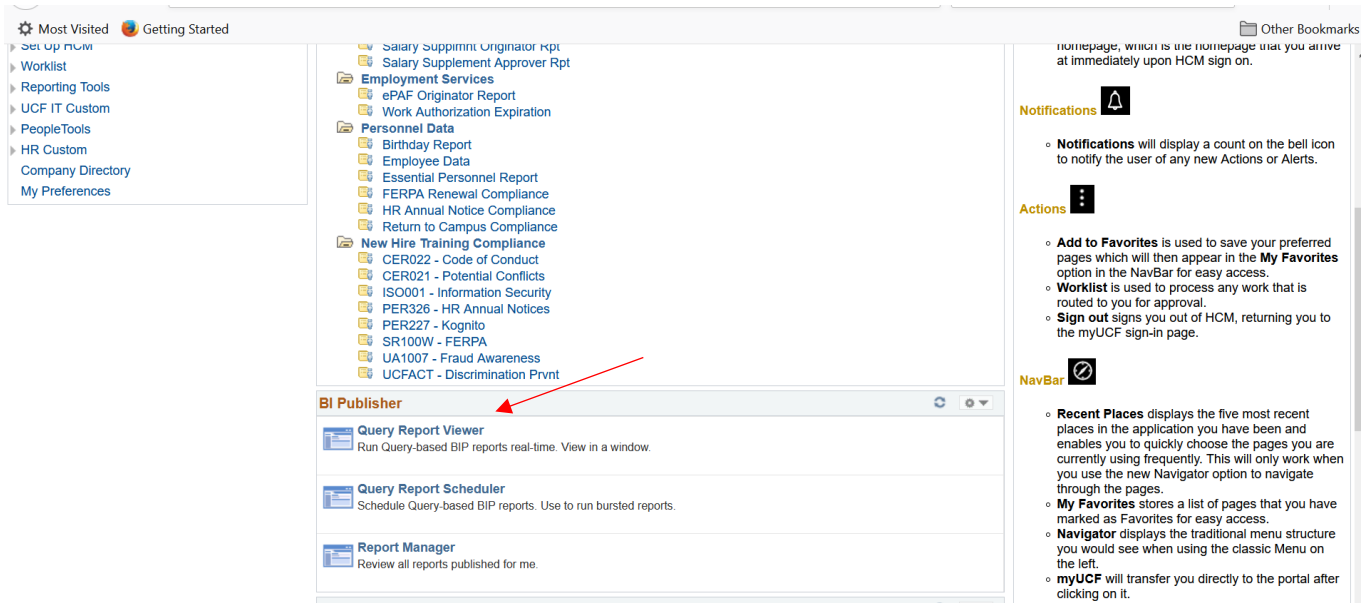 Most Visited Getting Started
Other Bookmarks
Set Up HCM
Worklist
Reporting Tools
UCF IT Custom
PeopleTools
HR Custom
Company Directory
My Preferences
Salary Supplmnt Originator Rpt
Salary Supplement Approver Rpt
Employment Services
ePAF Originator Report
Work Authorization Expiration
Personnel Data
Birthday Report
Employee Data
Essential Personnel Report
FERPA Renewal Compliance
HR Annual Notice Compliance
Return to Campus Compliance
New Hire Training Compliance
CER022 - Code of Conduct
CER021 - Potential Conflicts
ISO001 - Information Security
PER326 - HR Annual Notices
PER227 - Kognito
SR100W - FERPA
UA1007 - Fraud Awareness
UCFACT - Discrimination Prvnt
BI Publisher
Query Report Viewer
Run Query-based BIP reports real-time. View in a window.
Query Report Scheduler
Schedule Query-based BIP reports. Use to run bursted reports.
Report Manager
Review all reports published for me.
homepage, which is the homepage that you arrive
at immediately upon HCM sign on.
Notifications
Notifications will display a count on the bell icon
to notify the user of any new Actions or Alerts.
Actions
Add to Favorites is used to save your preferred
pages which will then appear in the My Favorites
option in the NavBar for easy access.
Worklist is used to process any work that is
routed to you for approval.
Sign out signs you out of HCM, returning you to
the myUCF sign-in page.
NavBar
Recent Places displays the five most recent
places in the application you have been and
enables you to quickly choose the pages you are
currently using frequently. This will only work when
you use the new Navigator option to navigate
through the pages.
My Favorites stores a list of pages that you have
marked as Favorites for easy access.
Navigator displays the traditional menu structure
you would see when using the classic Menu on
the left.
myUCF will transfer you directly to the portal after
clicking on it.